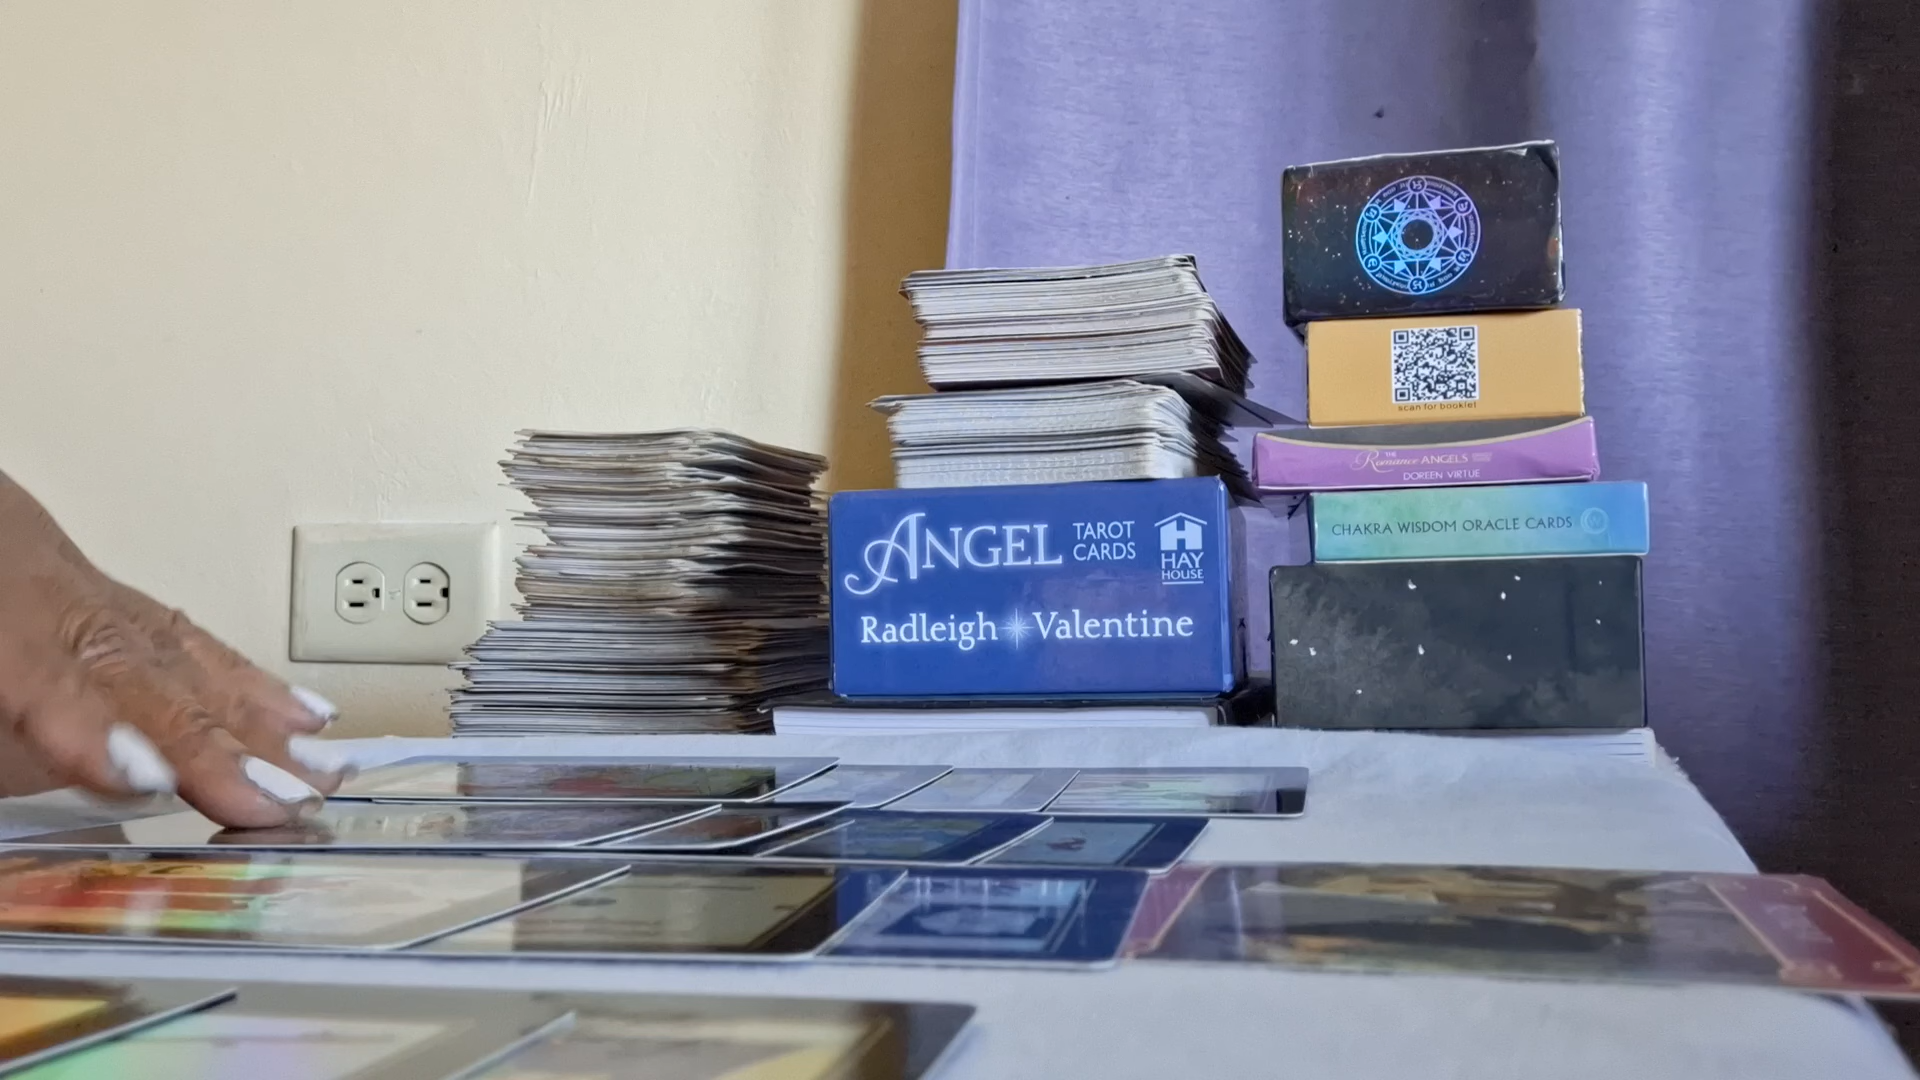 ANGEL TAROT CARDS
HAY HOUSE
Radleigh Valentine
scan for booklet
THE Romance ANGELS
DOREEN VIRTUE
CHAKRA WISDOM ORACLE CARDS